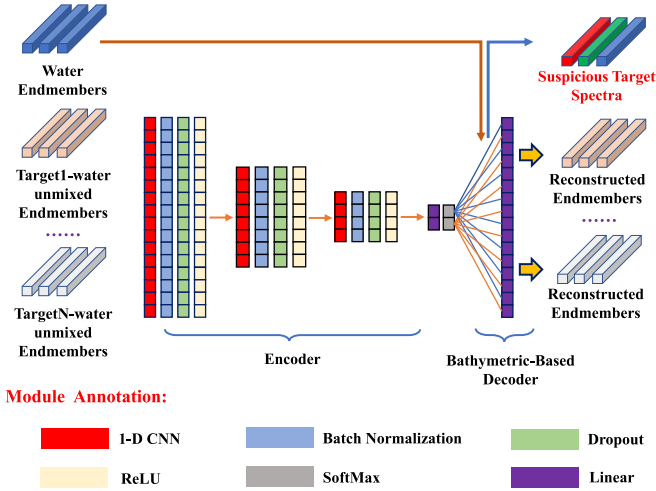 Water
Endmembers
Target1-water
unmixed
Endmembers
......
TargetN-water
unmixed
Endmembers
Encoder
Bathymetric-Based
Decoder
Suspicious Target
Spectra
Reconstructed
Endmembers
......
Reconstructed
Endmembers
Module Annotation:
1-D CNN
Batch Normalization
Dropout
ReLU
SoftMax
Linear